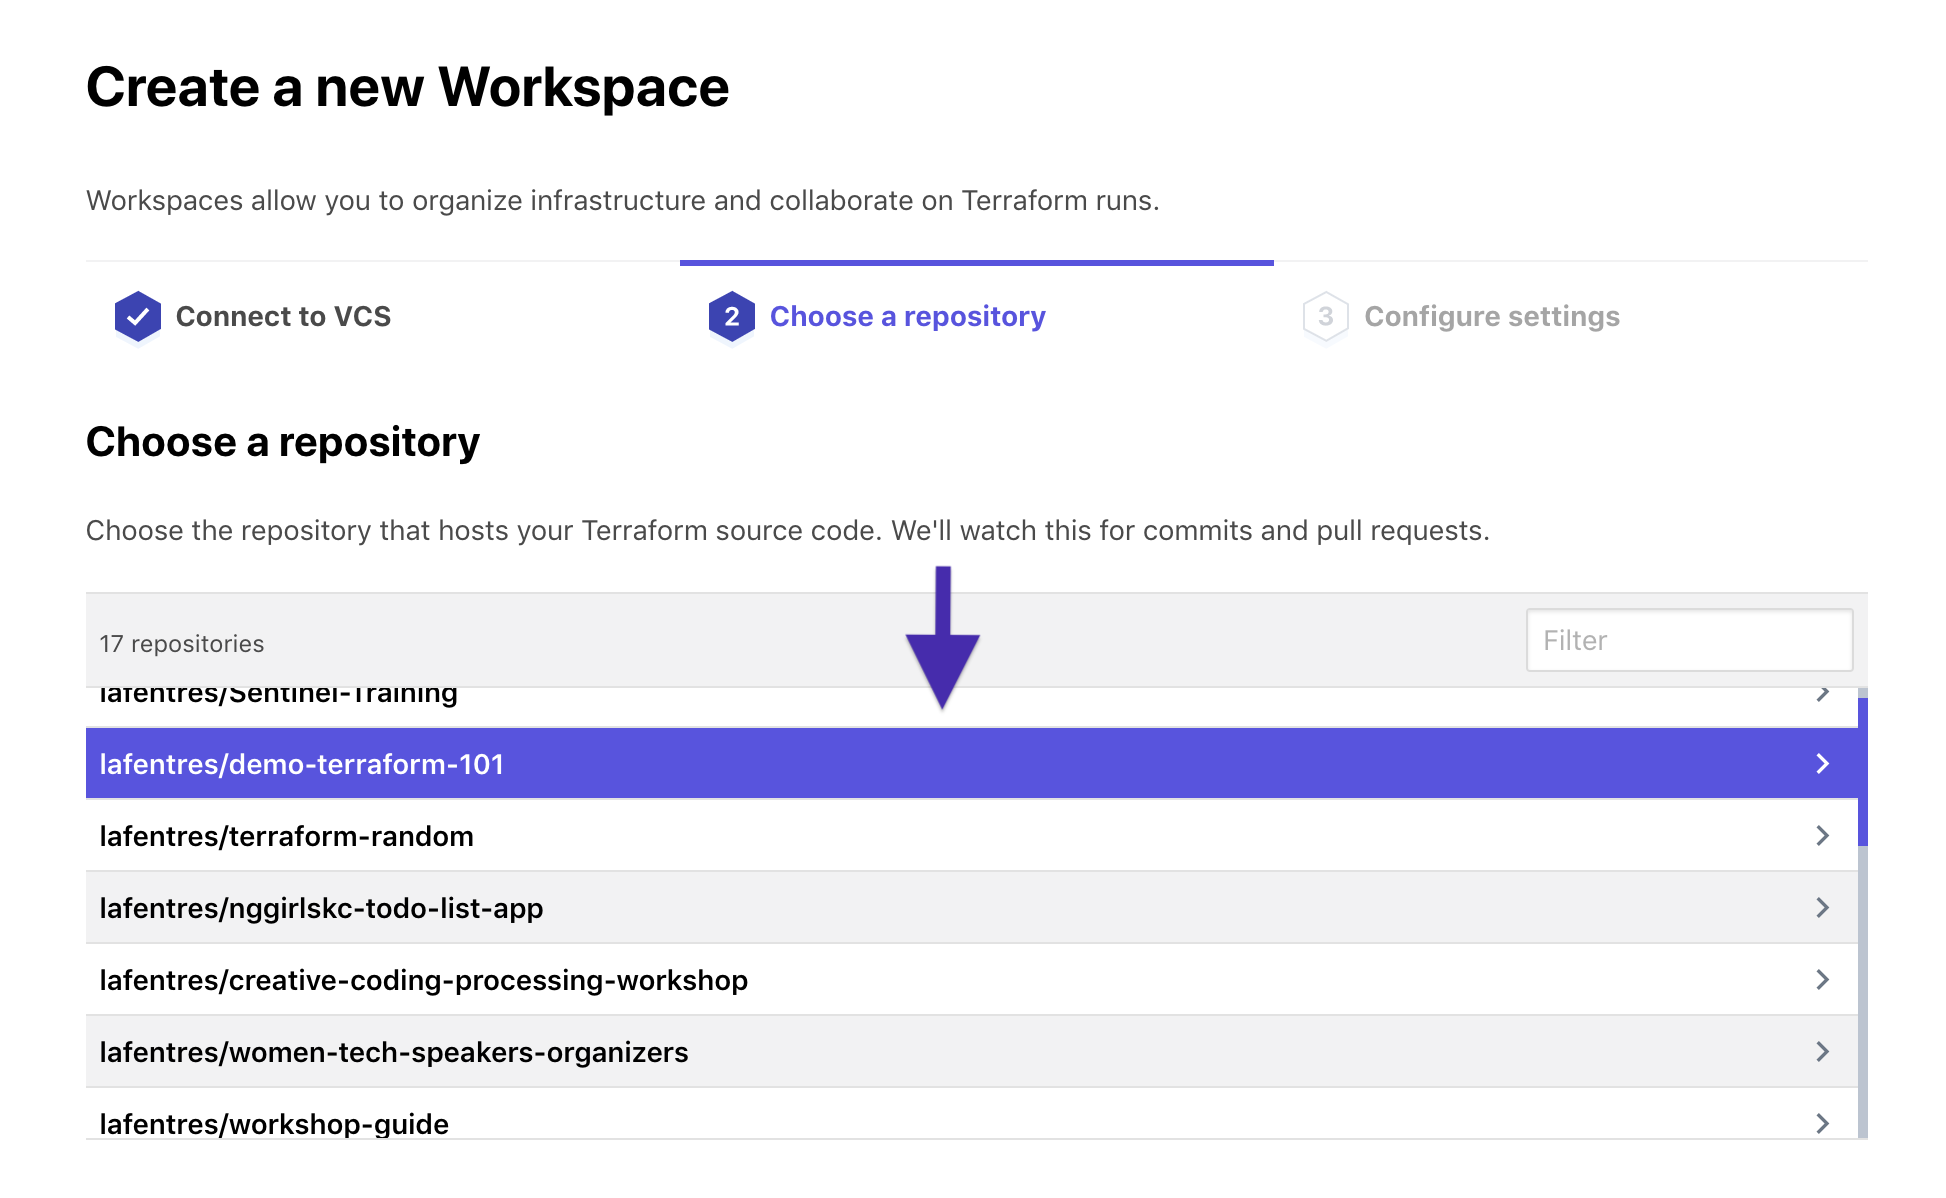 Create a new Workspace
Workspaces allow you to organize infrastructure and collaborate on Terraform runs.
Connect to VCS
2 Choose a repository
3 Configure settings
Choose a repository
Choose the repository that hosts your Terraform source code. We'll watch this for commits and pull requests.
17 repositories
Filter
lafentres/Sentinel-Training
lafentres/demo-terraform-101
lafentres/terraform-random
lafentres/nggirlskc-todo-list-app
lafentres/creative-coding-processing-workshop
lafentres/women-tech-speakers-organizers
lafentres/workshop-guide